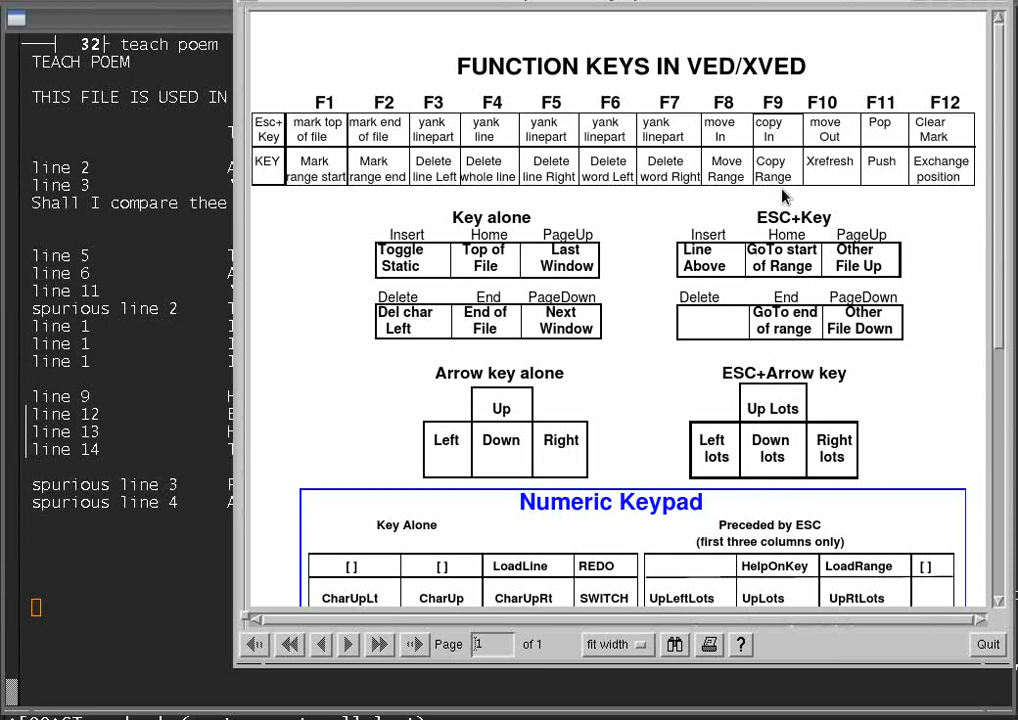 32 teach poem
TEACH POEM
THIS FILE IS USED IN
line 2
line 3
Shall I compare thee
line 5
line 6
line 11
spurious line 2
line 1
line 1
line 1
line 9
line 12
line 13
line 14
spurious line 3
spurious line 4
FUNCTION KEYS IN VED/XVED
F1 F2 F3 F4 F5 F6 F7 F8 F9 F10 F11 F12
Esc+ mark top mark end yank yank yank yank yank move copy move Pop Clear
Key of file of file linepart line linepart linepart linepart In In Out Mark
KEY Mark Mark Delete Delete Delete Delete Delete Move Copy Xrefresh Push Exchange
range start range end line Left whole line line Right word Left word Right Range Range position
Key alone ESC+Key
Insert Home PageUp Insert Home PageUp
Toggle Top of Last Line GoTo start Other
Static File Window Above of Range File Up
Delete End PageDown Delete End PageDown
Del char End of Next GoTo end Other
Left File Window of range File Down
Arrow key alone ESC+Arrow key
Up Up Lots
Left Down Right Left Down Right
lots lots lots
Numeric Keypad
Key Alone Preceded by ESC
(first three columns only)
[ ] [ ] LoadLine REDO HelpOnKey LoadRange [ ]
CharUpLt CharUp CharUpRt SWITCH UpLeftLots UpLots UpRtLots
Page 1 of 1 fit width ? Quit